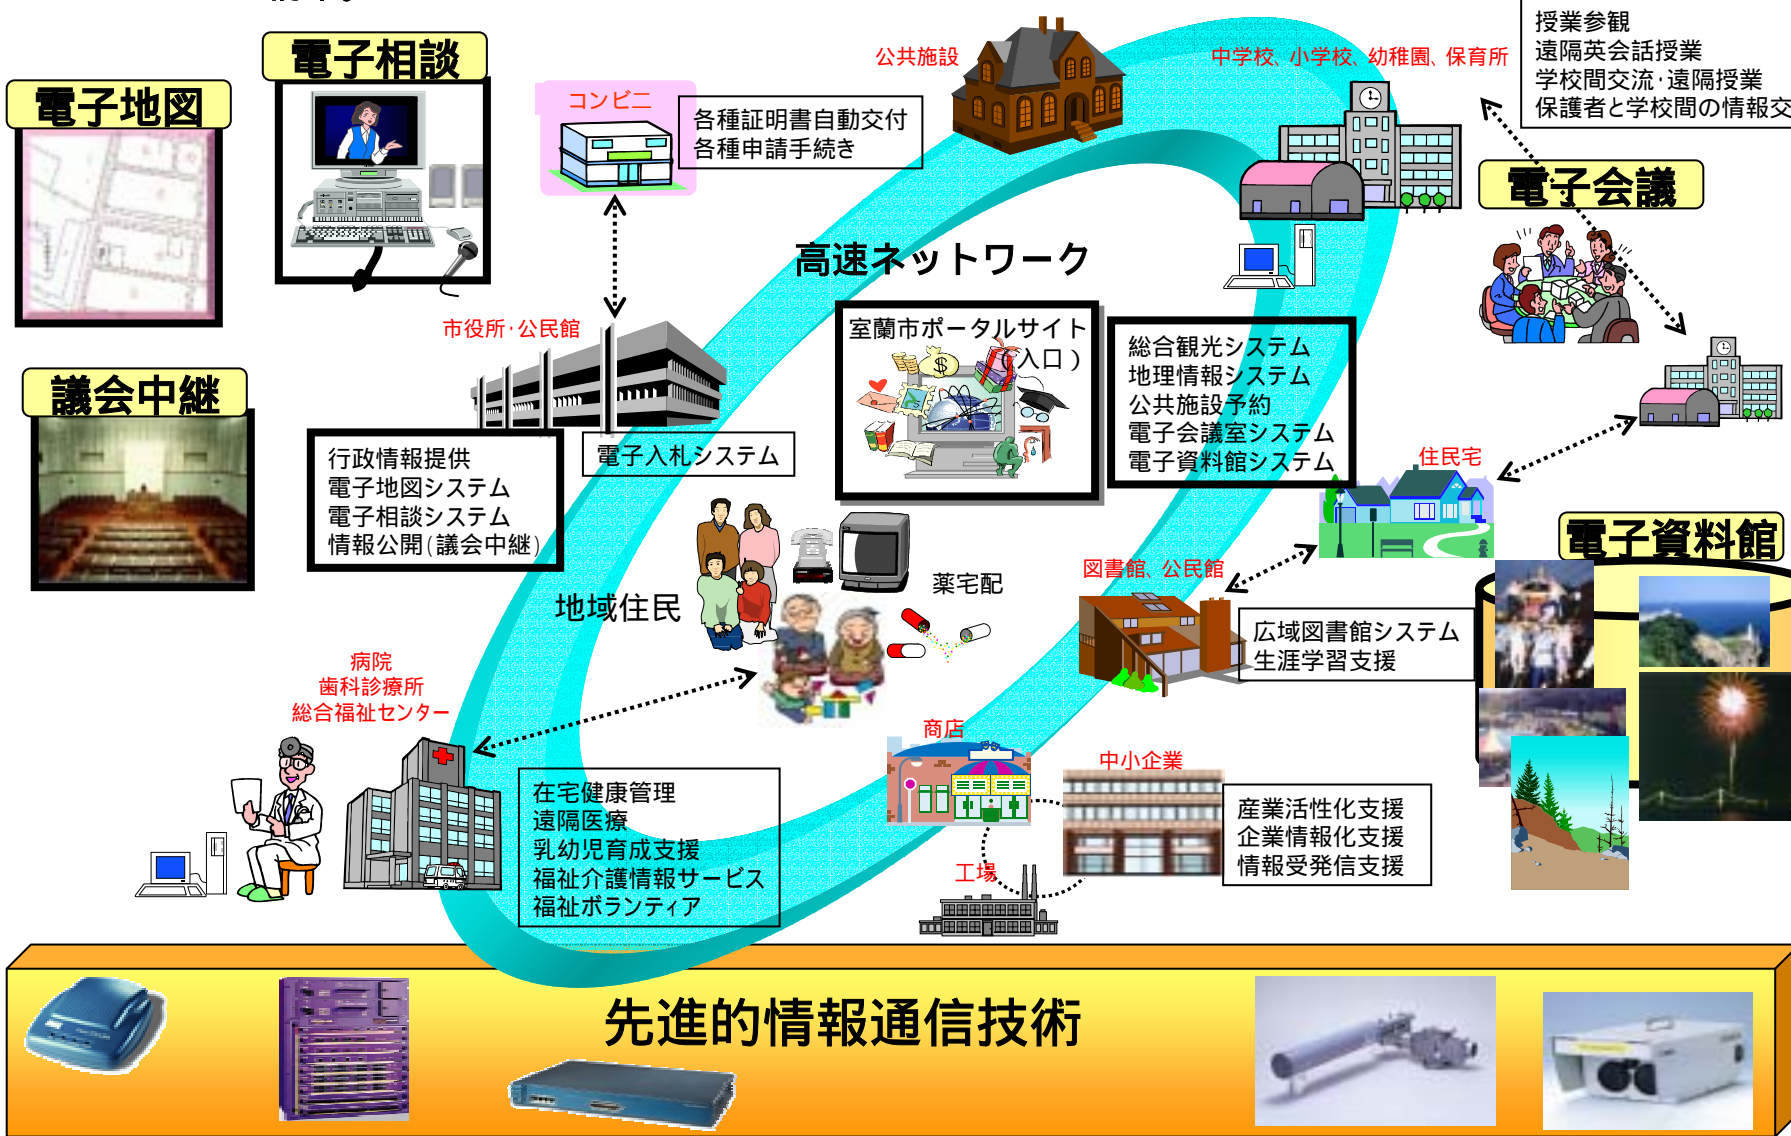 電子相談
電子地図
コンビニ
各種証明書自動交付
各種申請手続き
公共施設
中学校、小学校、幼稚園、保育所
授業参観
遠隔英会話授業
学校間交流・遠隔授業
保護者と学校間の情報交
電子会議
高速ネットワーク
市役所・公民館
室蘭市ポータルサイト
入口）
総合観光システム
地理情報システム
公共施設予約
電子会議室システム
電子資料館システム
議会中継
行政情報提供
電子地図システム
電子相談システム
情報公開（議会中継）
電子入札システム
住民宅
電子資料館
図書館、公民館
広域図書館システム
生涯学習支援
地域住民
薬宅配
病院
歯科診療所
総合福祉センター
在宅健康管理
遠隔医療
乳幼児育成支援
福祉介護情報サービス
福祉ボランティア
商店
中小企業
産業活性化支援
企業情報化支援
情報受発信支援
工場
先進的情報通信技術